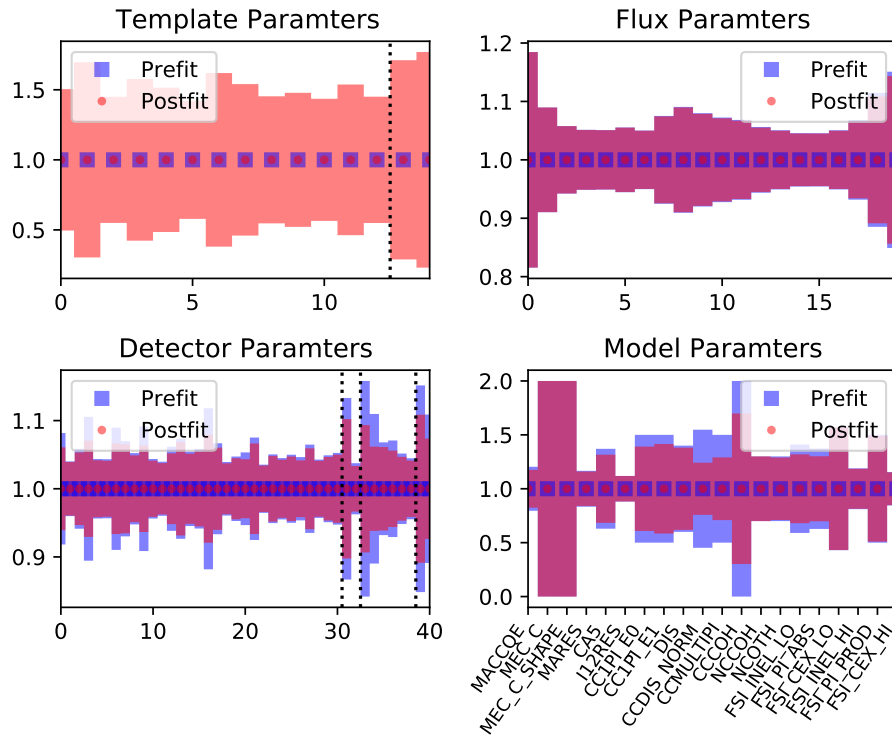 Template Paramters
Flux Parameters
1.5
1.0
0.5
Prefit
Postfit
0
5
10
1.2
1.1
1.0
0.9
0.8
Prefit
Postfit
0
5
10
15
Detector Paramters
Model Paramters
1.1
1.0
0.9
Prefit
Postfit
0
10
20
30
40
2.0
1.5
1.0
0.5
0.0
Prefit
Postfit
MACCQE
MEC_C
MEC_C_SHAPE
MARES
CA5
I12RES
CC1PI_E0
CC1PI_E1
DIS
CCDIS_NORM
CCMULTIPI
CCCOH
NCCOH
NCOTH
FSI_INEL_LO
FSI_PI_ABS
FSI_CEX_LO
FSI_INEL_HI
FSI_PI_PROD
FSI_CEX_HI